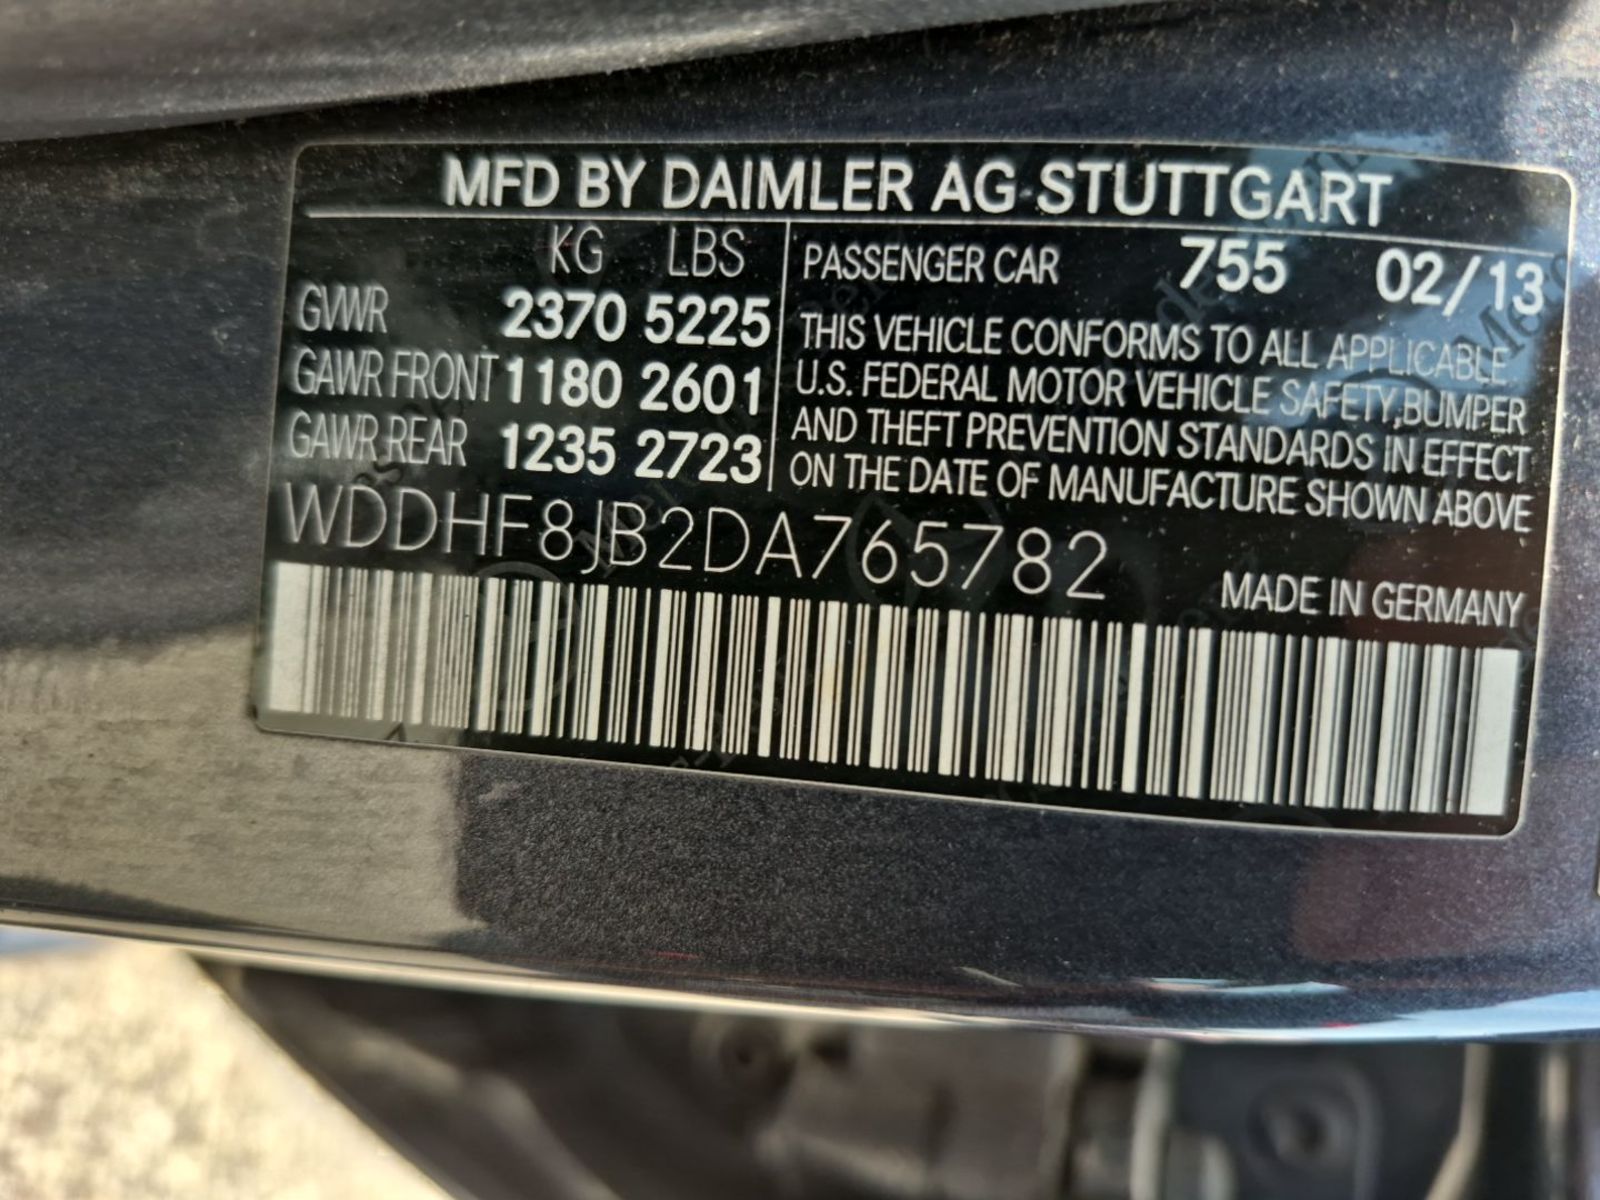 MFD BY DAIMLER AG STUTTGART
KG LBS
GVWR 2370 5225
GAWR FRONT 1180 2601
GAWR REAR 1235 2723
PASSENGER CAR 755 02/13
THIS VEHICLE CONFORMS TO ALL APPLICABLE
U.S. FEDERAL MOTOR VEHICLE SAFETY, BUMPER
AND THEFT PREVENTION STANDARDS IN EFFECT
ON THE DATE OF MANUFACTURE SHOWN ABOVE
WDDHF8JB2DA765782
MADE IN GERMANY